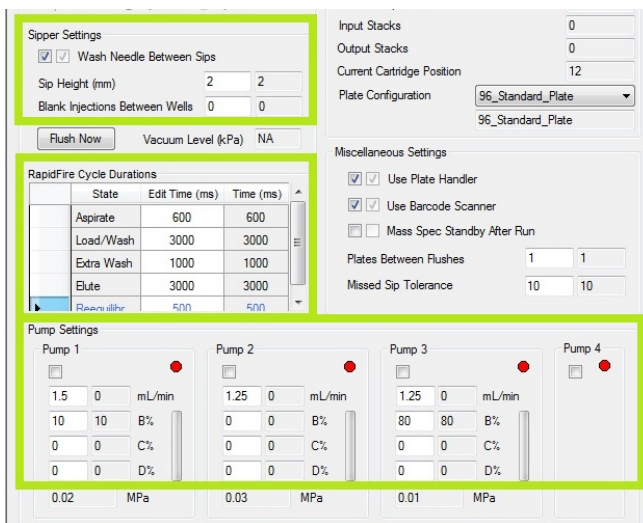 Sipper Settings
Wash Needle Between Sips
Sip Height (mm) 2 2
Blank Injections Between Wells 0 0
Flush Now Vacuum Level (kPa) NA
RapidFire Cycle Durations
State Edit Time (ms) Time (ms)
Aspirate 600 600
Load/Wash 3000 3000
Extra Wash 1000 1000
Elute 3000 3000
Reequilibr 500 500
Input Stacks 0
Output Stacks 0
Current Cartridge Position 12
Plate Configuration 96_Standard_Plate
96_Standard_Plate
Miscellaneous Settings
Use Plate Handler
Use Barcode Scanner
Mass Spec Standby After Run
Plates Between Flushes 1 1
Missed Sip Tolerance 10 10
Pump Settings
Pump 1 Pump 2 Pump 3 Pump 4
1.5 0 mL/min 1.25 0 mL/min 1.25 0 mL/min
10 10 B% 0 0 B% 80 80 B%
0 0 C% 0 0 C% 0 0 C%
0 0 D% 0 0 D% 0 0 D%
0.02 MPa 0.03 MPa 0.01 MPa